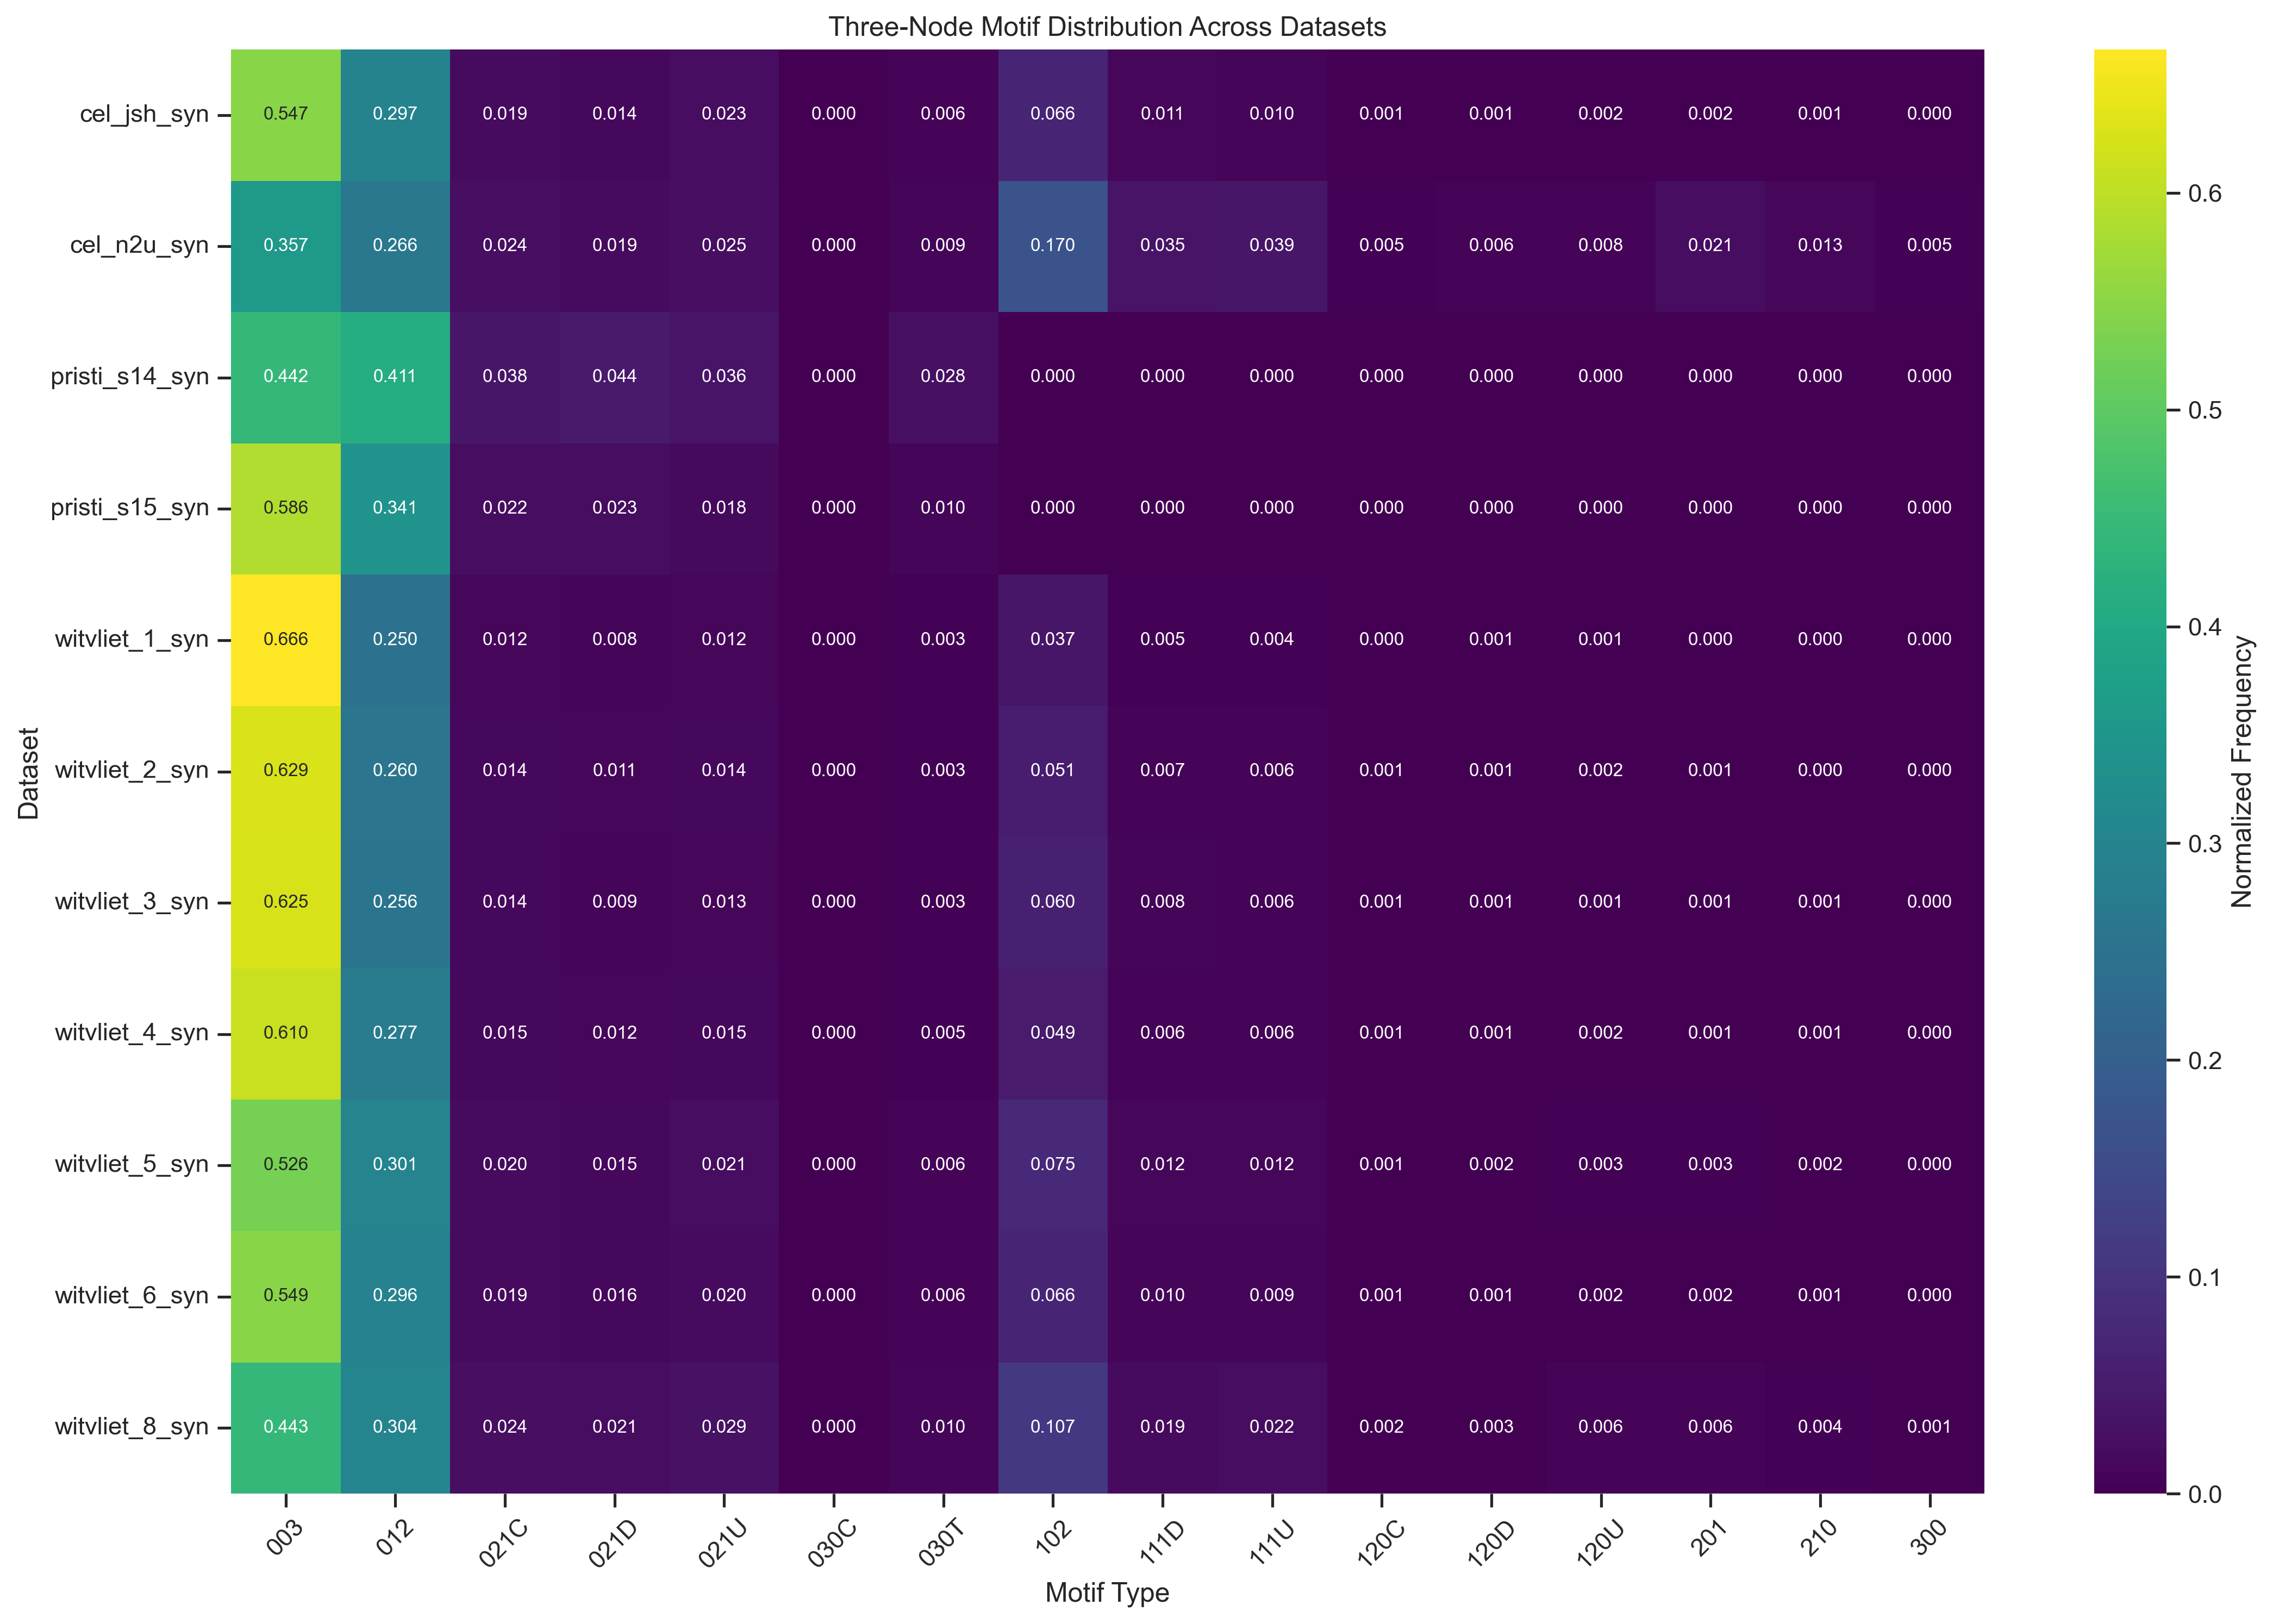 Three-Node Motif Distribution Across Datasets
cel_jsh_syn 0.547 0.297 0.019 0.014 0.023 0.000 0.006 0.066 0.011 0.010 0.001 0.001 0.002 0.002 0.001 0.000
cel_n2u_syn 0.357 0.266 0.024 0.019 0.025 0.000 0.009 0.170 0.035 0.039 0.005 0.006 0.008 0.021 0.013 0.005
pristi_s14_syn 0.442 0.411 0.038 0.044 0.036 0.000 0.028 0.000 0.000 0.000 0.000 0.000 0.000 0.000 0.000 0.000
pristi_s15_syn 0.586 0.341 0.022 0.023 0.018 0.000 0.010 0.000 0.000 0.000 0.000 0.000 0.000 0.000 0.000 0.000
witvliet_1_syn 0.666 0.250 0.012 0.008 0.012 0.000 0.003 0.037 0.005 0.004 0.000 0.001 0.001 0.000 0.000 0.000
witvliet_2_syn 0.629 0.260 0.014 0.011 0.014 0.000 0.003 0.051 0.007 0.006 0.001 0.001 0.002 0.001 0.000 0.000
witvliet_3_syn 0.625 0.256 0.014 0.009 0.013 0.000 0.003 0.060 0.008 0.006 0.001 0.001 0.001 0.001 0.001 0.000
witvliet_4_syn 0.610 0.277 0.015 0.012 0.015 0.000 0.005 0.049 0.006 0.006 0.001 0.001 0.002 0.001 0.001 0.000
witvliet_5_syn 0.526 0.301 0.020 0.015 0.021 0.000 0.006 0.075 0.012 0.012 0.001 0.002 0.003 0.003 0.002 0.000
witvliet_6_syn 0.549 0.296 0.019 0.016 0.020 0.000 0.006 0.066 0.010 0.009 0.001 0.001 0.002 0.002 0.001 0.000
witvliet_8_syn 0.443 0.304 0.024 0.021 0.029 0.000 0.010 0.107 0.019 0.022 0.002 0.003 0.006 0.006 0.004 0.001
003 012 021C 021D 021U 030C 030T 102 111D 111U 120C 120D 120U 201 210 300
Motif Type
Dataset
0.6
0.5
0.4
0.3
0.2
0.1
0.0
Normalized Frequency